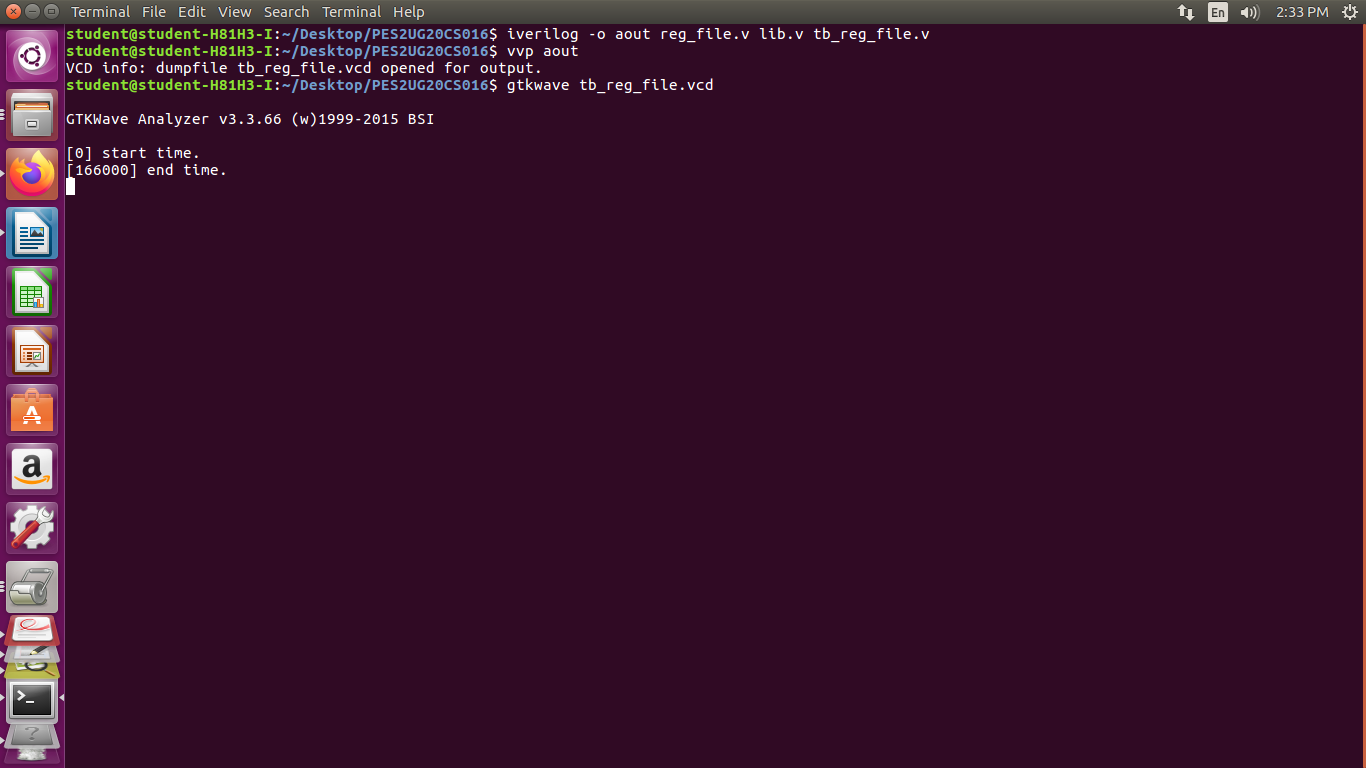 Terminal File Edit View Search Terminal Help En 2:33 PM
student@student-H81H3-I:~/Desktop/PES2UG20CS016$ iverilog -o aout reg_file.v lib.v tb_reg_file.v
student@student-H81H3-I:~/Desktop/PES2UG20CS016$ vvp aout
VCD info: dumpfile tb_reg_file.vcd opened for output.
student@student-H81H3-I:~/Desktop/PES2UG20CS016$ gtkwave tb_reg_file.vcd
GTKWave Analyzer v3.3.66 (w)1999-2015 BSI
[0] start time.
[166000] end time.